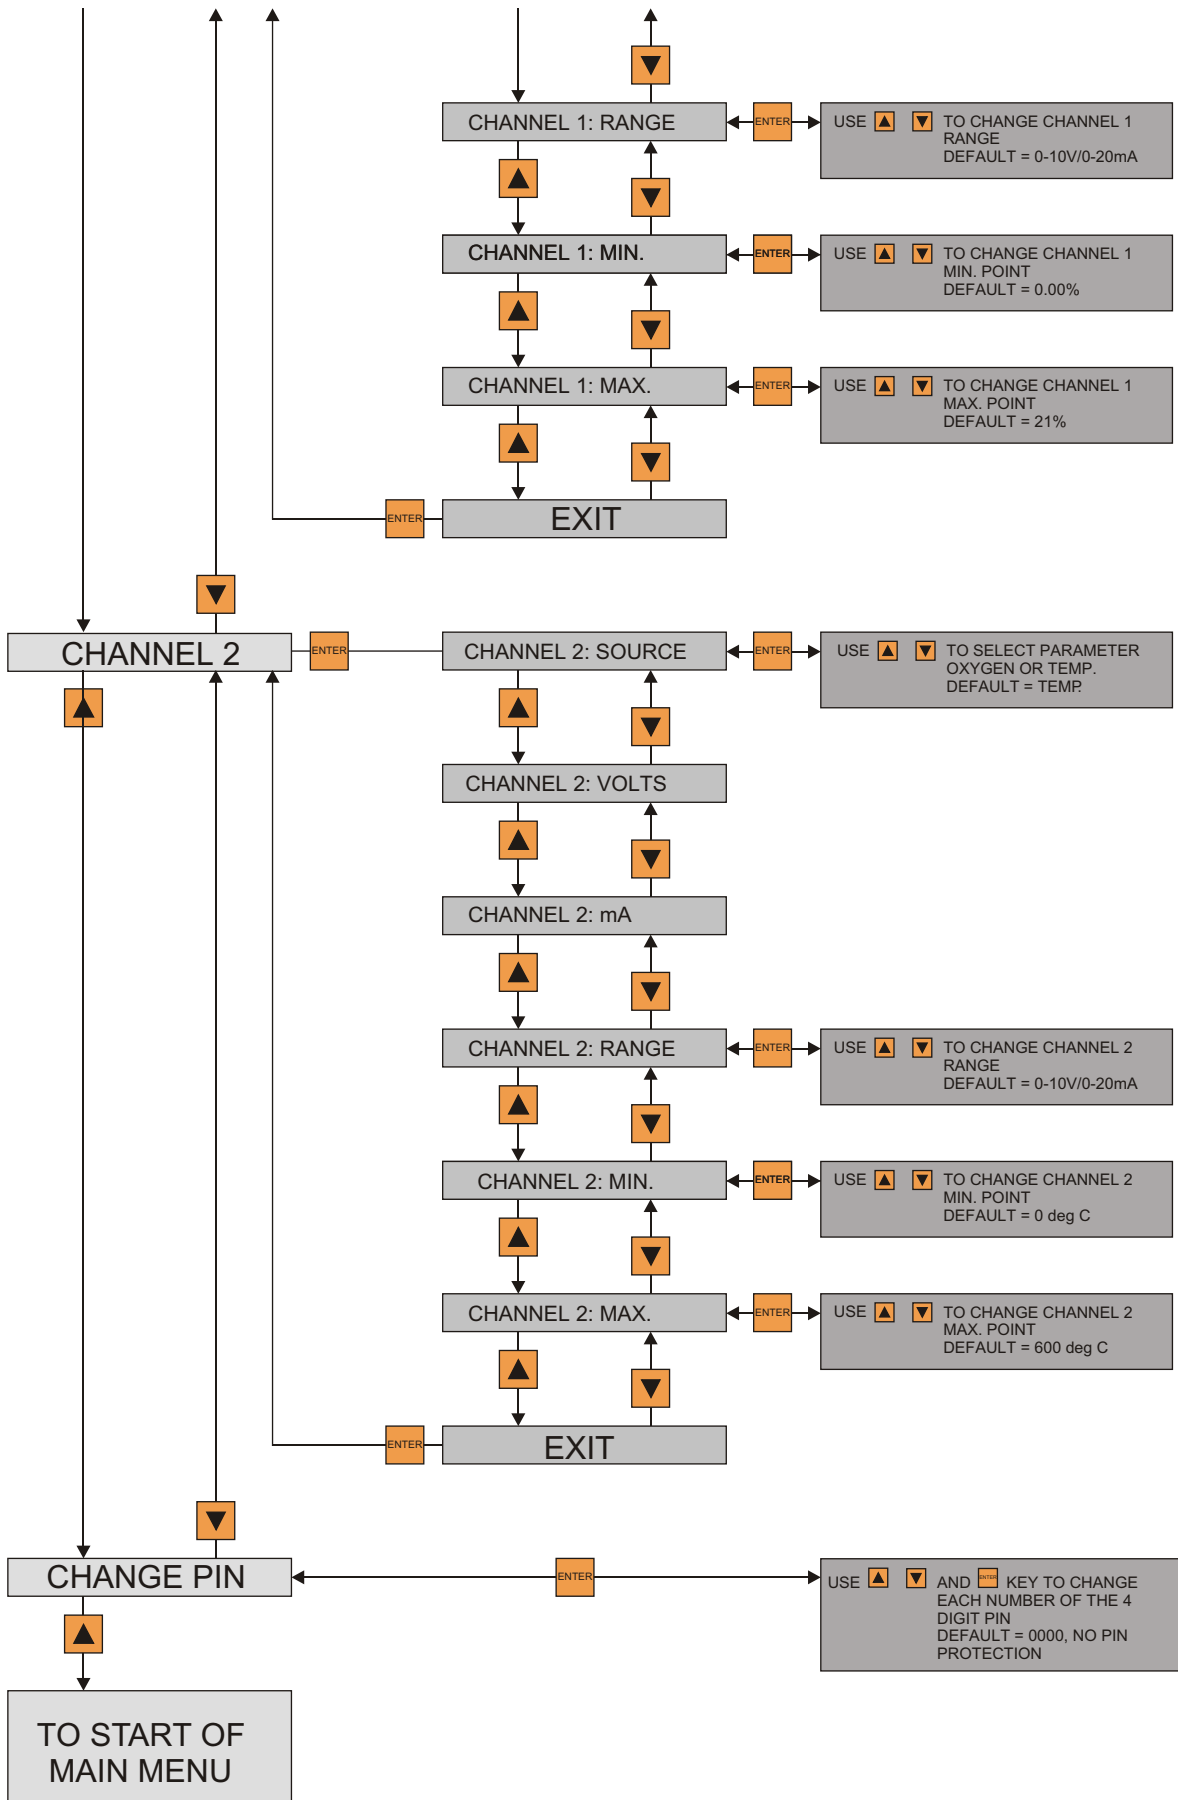 CHANNEL 1: RANGE
ENTER
USE TO CHANGE CHANNEL 1
RANGE
DEFAULT = 0-10V/0-20mA
CHANNEL 1: MIN.
ENTER
USE TO CHANGE CHANNEL 1
MIN. POINT
DEFAULT = 0.00%
CHANNEL 1: MAX.
ENTER
USE TO CHANGE CHANNEL 1
MAX. POINT
DEFAULT = 21%
ENTER
EXIT
CHANNEL 2
ENTER
CHANNEL 2: SOURCE
ENTER
USE TO SELECT PARAMETER
OXYGEN OR TEMP.
DEFAULT = TEMP.
CHANNEL 2: VOLTS
CHANNEL 2: mA
CHANNEL 2: RANGE
ENTER
USE TO CHANGE CHANNEL 2
RANGE
DEFAULT = 0-10V/0-20mA
CHANNEL 2: MIN.
ENTER
USE TO CHANGE CHANNEL 2
MIN. POINT
DEFAULT = 0 deg C
CHANNEL 2: MAX.
ENTER
USE TO CHANGE CHANNEL 2
MAX. POINT
DEFAULT = 600 deg C
ENTER
EXIT
CHANGE PIN
ENTER
USE AND ENTER KEY TO CHANGE
EACH NUMBER OF THE 4
DIGIT PIN
DEFAULT = 0000, NO PIN
PROTECTION
TO START OF
MAIN MENU